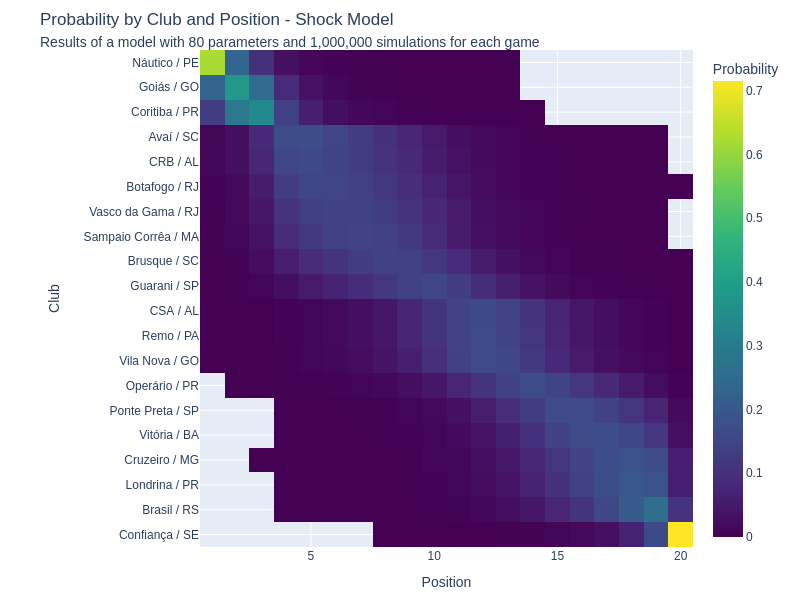 Probability by Club and Position - Shock Model
Results of a model with 80 parameters and 1,000,000 simulations for each game
Probability
Náutico / PE
Goiás / GO
Coritiba / PR
Avaí / SC
CRB / AL
Botafogo / RJ
Vasco da Gama / RJ
Sampaio Corrêa / MA
Brusque / SC
Guarani / SP
CSA / AL
Remo / PA
Vila Nova / GO
Operário / PR
Ponte Preta / SP
Vitória / BA
Cruzeiro / MG
Londrina / PR
Brasil / RS
Confiança / SE
Club
5 10 15 20
Position
0.7
0.6
0.5
0.4
0.3
0.2
0.1
0